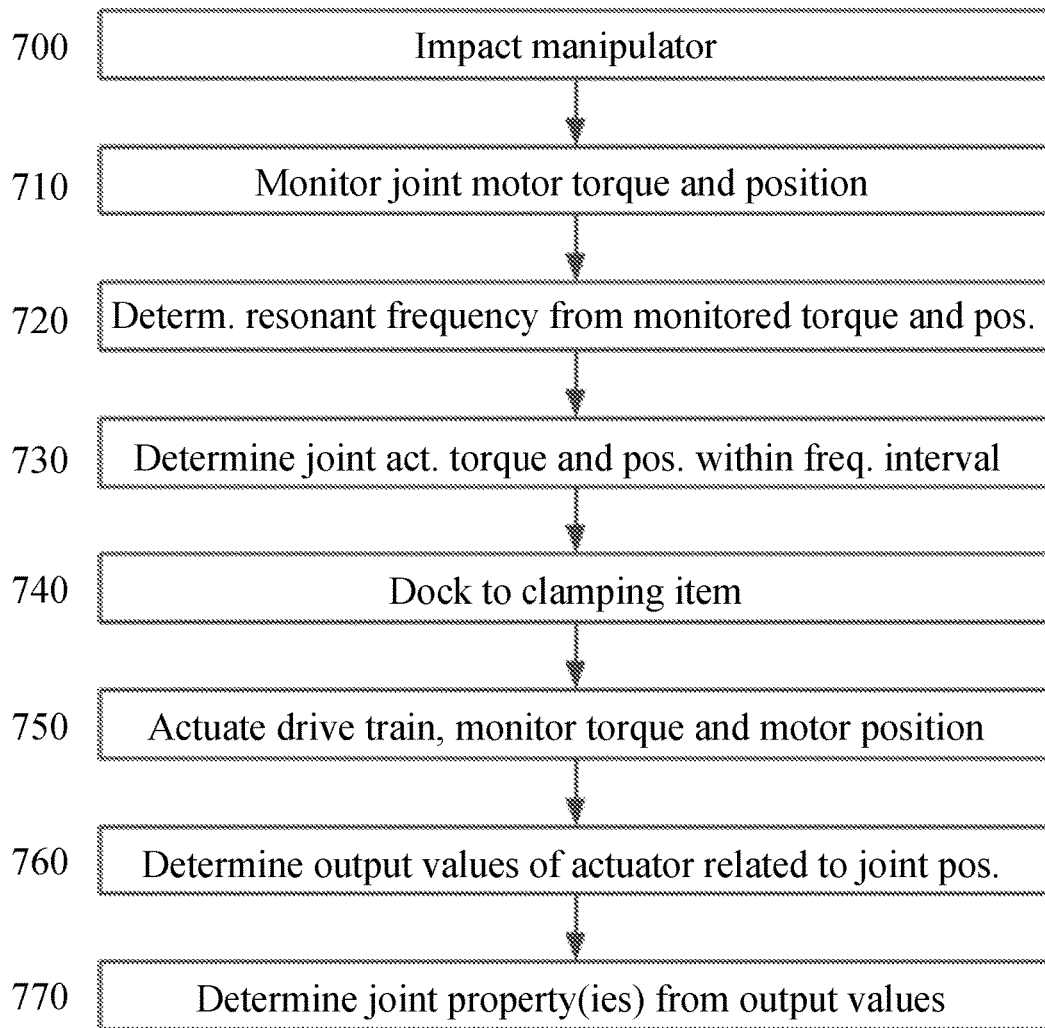 700 Impact manipulator
710 Monitor joint motor torque and position
720 Determ. resonant frequency from monitored torque and pos.
730 Determine joint act. torque and pos. within freq. interval
740 Dock to clamping item
750 Actuate drive train, monitor torque and motor position
760 Determine output values of actuator related to joint pos.
770 Determine joint property(ies) from output values